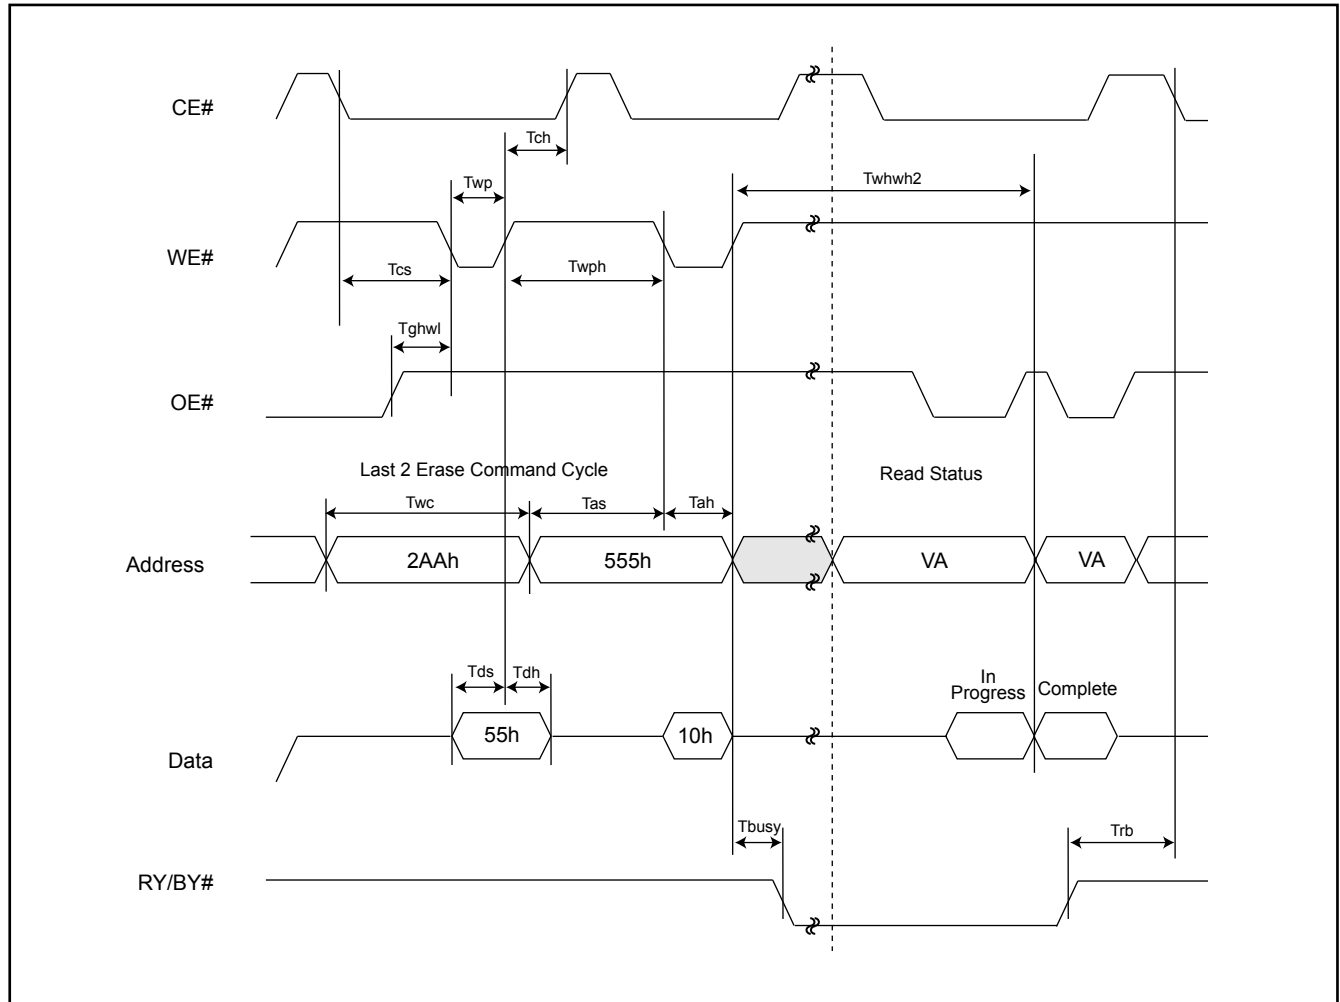 CE#
Tch
Twp
Twhwh2
WE#
Tcs
Twph
Tghwl
OE#
Last 2 Erase Command Cycle
Read Status
Twc
Tas
Tah
Address
2AAh
555h
VA
VA
Tds
Tdh
In
Progress
Complete
55h
10h
Data
Tbusy
Trb
RY/BY#